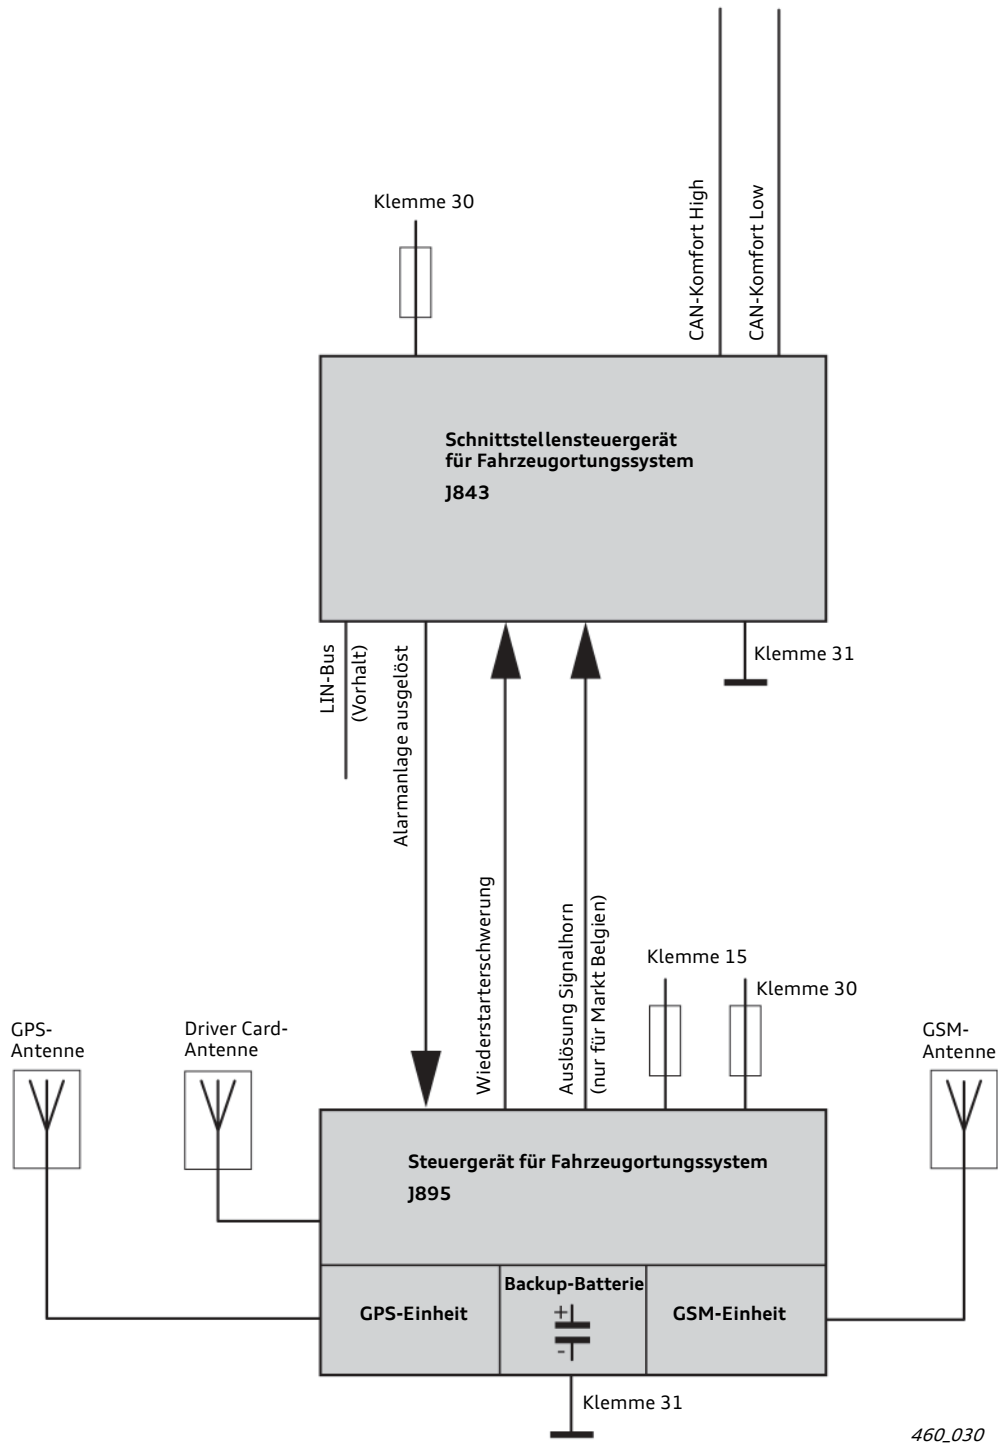 Klemme 30
CAN-Komfort High
CAN-Komfort Low
Schnittstellensteuergerät
für Fahrzeugortungssystem
J843
LIN-Bus
(Vorhalt)
Alarmanlage ausgelöst
Klemme 31
Wiederstarterschwerung
Auslösung Signalhorn
(nur für Markt Belgien)
Klemme 15
Klemme 30
GPS-
Antenne
Driver Card-
Antenne
GSM-
Antenne
Steuergerät für Fahrzeugortungssystem
J895
GPS-Einheit
Backup-Batterie
+
-
GSM-Einheit
Klemme 31
460_030